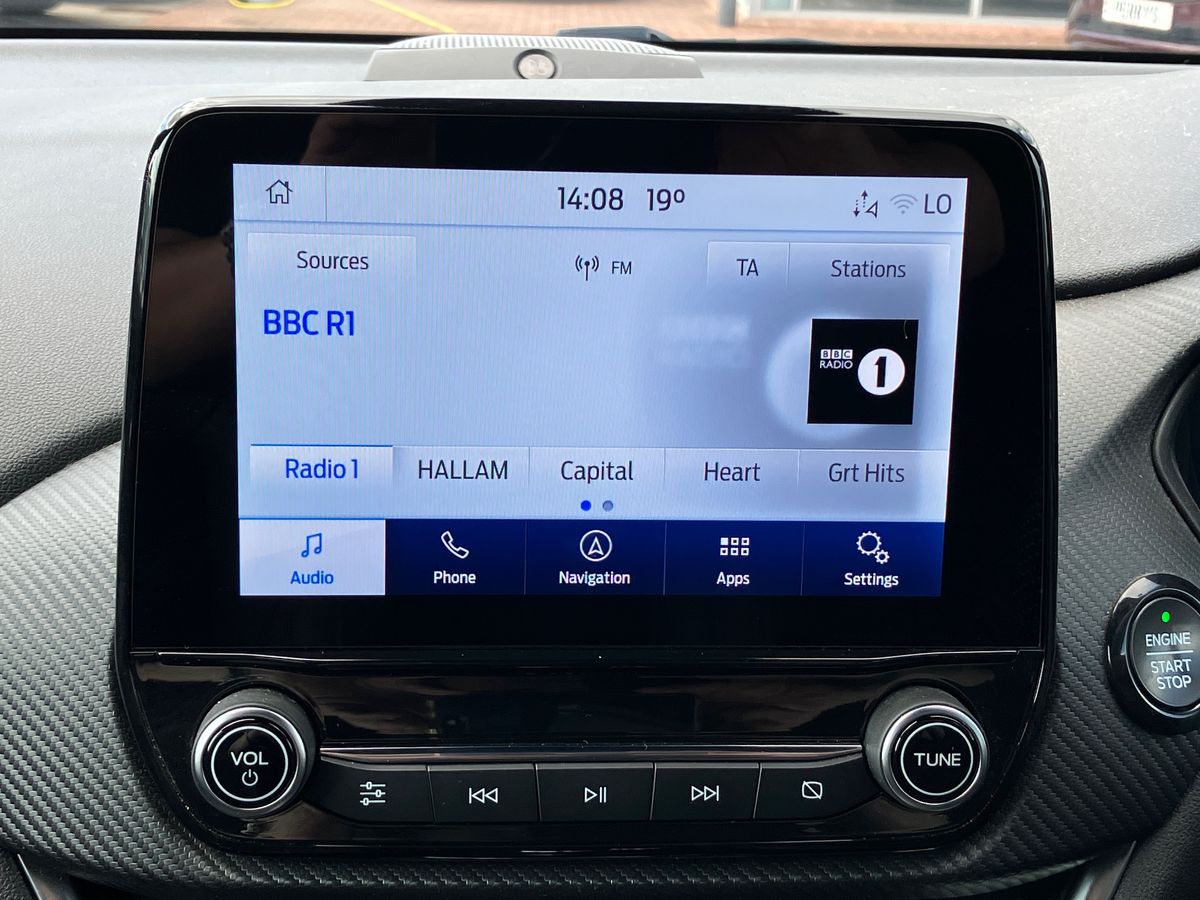 14:08 19º LO
Sources FM TA Stations
BBC R1
BBC
RADIO 1
Radio 1 HALLAM Capital Heart Grt Hits
Audio Phone Navigation Apps Settings
ENGINE
START
STOP
VOL TUNE